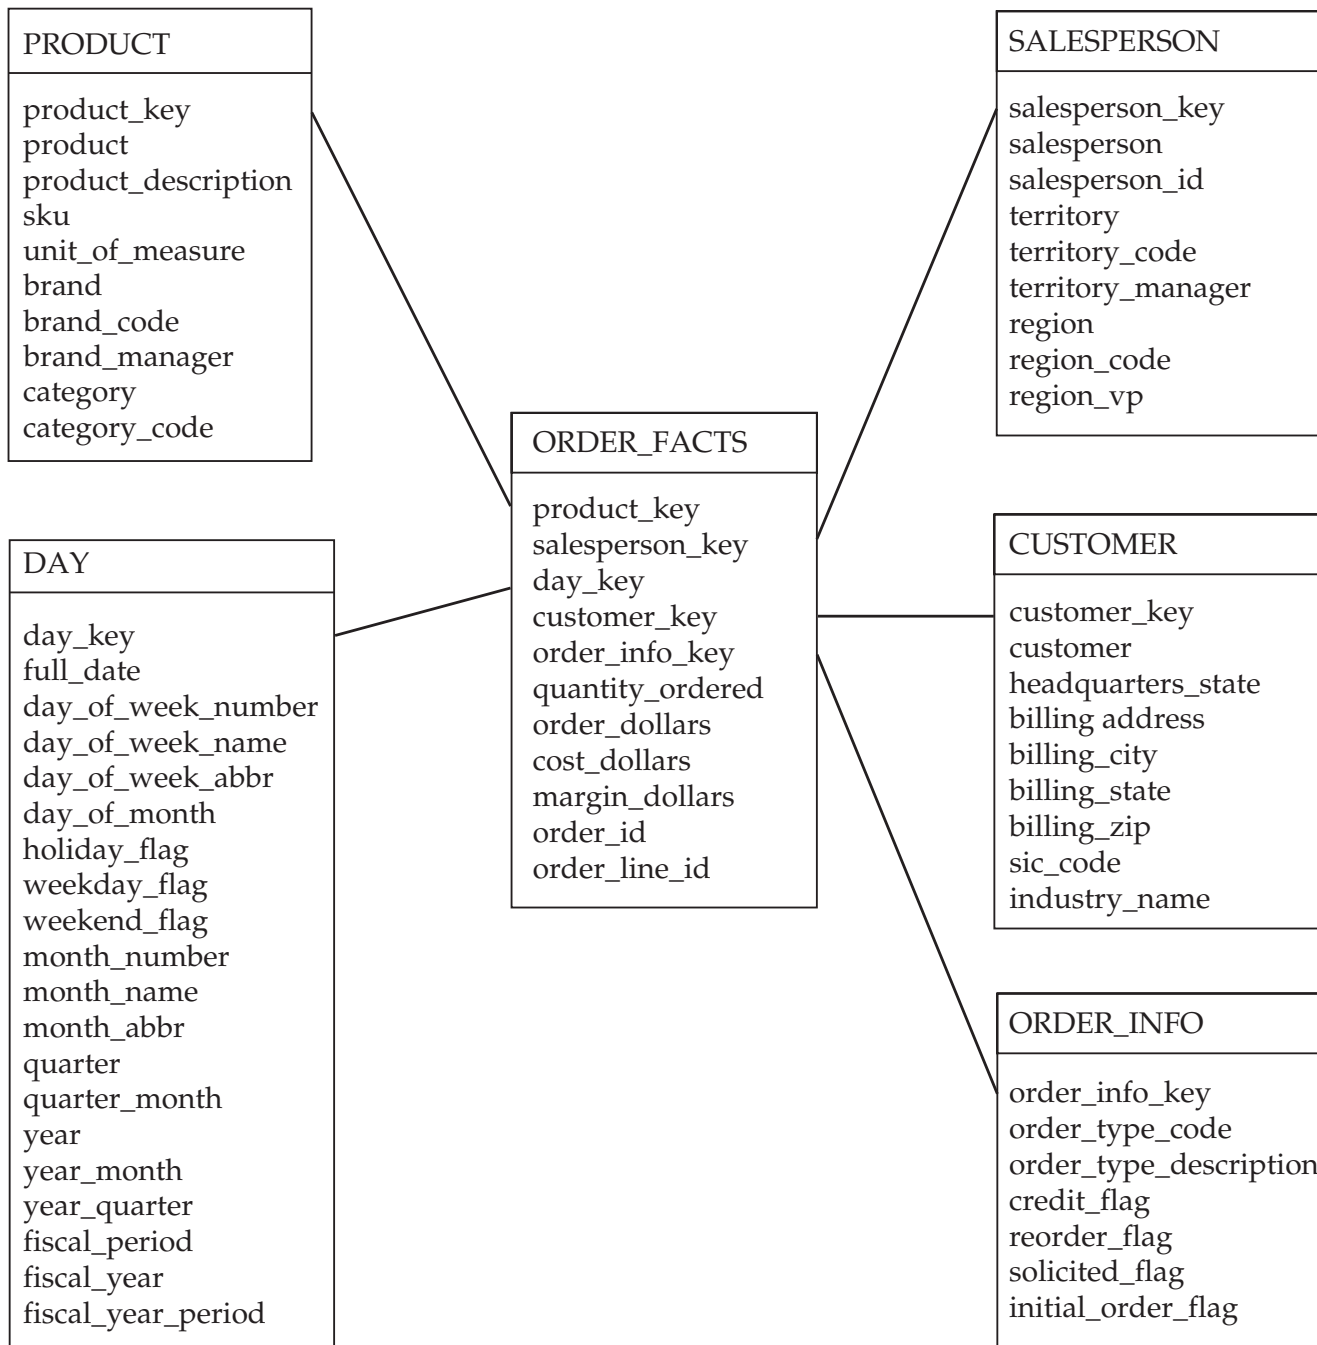 PRODUCT
product_key
product
product_description
sku
unit_of_measure
brand
brand_code
brand_manager
category
category_code
DAY
day_key
full_date
day_of_week_number
day_of_week_name
day_of_week_abbr
day_of_month
holiday_flag
weekday_flag
weekend_flag
month_number
month_name
month_abbr
quarter
quarter_month
year
year_month
year_quarter
fiscal_period
fiscal_year
fiscal_year_period
ORDER_FACTS
product_key
salesperson_key
day_key
customer_key
order_info_key
quantity_ordered
order_dollars
cost_dollars
margin_dollars
order_id
order_line_id
SALESPERSON
salesperson_key
salesperson
salesperson_id
territory
territory_code
territory_manager
region
region_code
region_vp
CUSTOMER
customer_key
customer
headquarters_state
billing address
billing_city
billing_state
billing_zip
sic_code
industry_name
ORDER_INFO
order_info_key
order_type_code
order_type_description
credit_flag
reorder_flag
solicited_flag
initial_order_flag